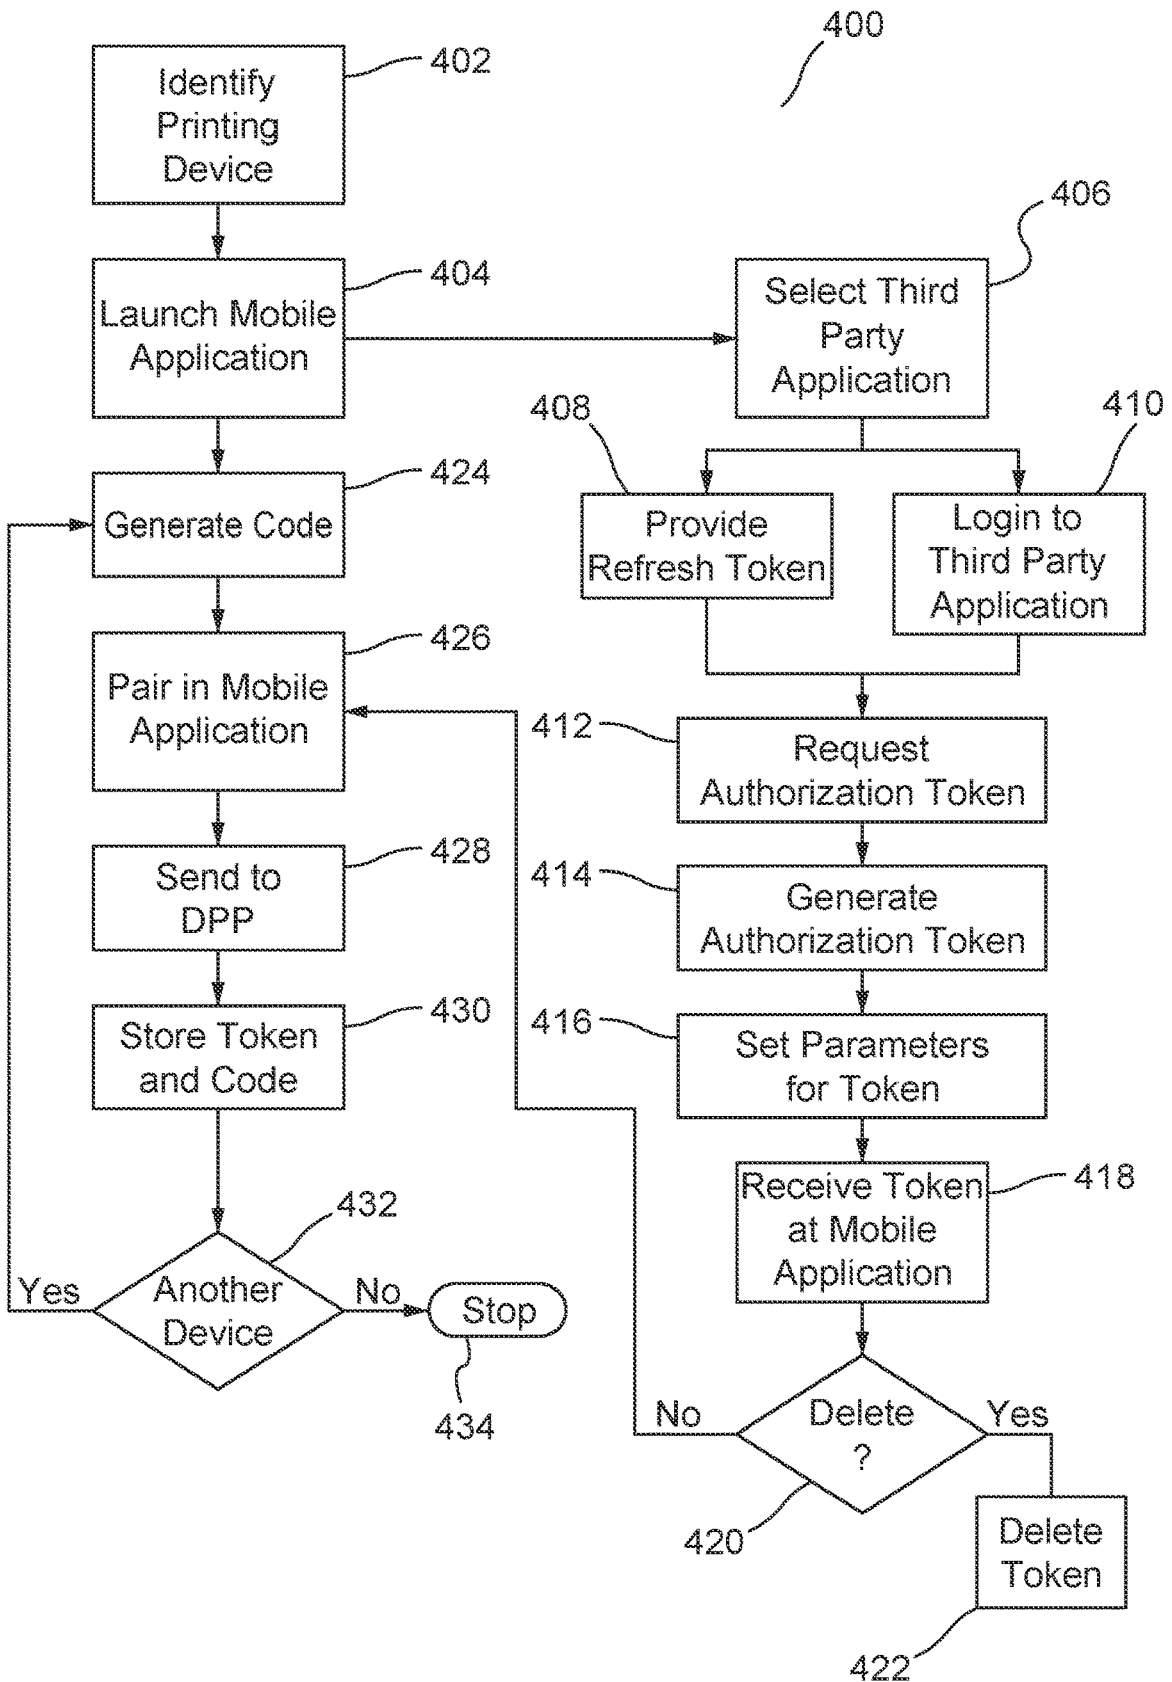 400
402
Identify
Printing
Device
404
Launch Mobile
Application
406
Select Third
Party
Application
408
Provide
Refresh Token
410
Login to
Third Party
Application
424
Generate Code
426
Pair in Mobile
Application
412
Request
Authorization Token
428
Send to
DPP
414
Generate
Authorization Token
430
Store Token
and Code
416
Set Parameters
for Token
418
Receive Token
at Mobile
Application
432
Another
Device
Yes
No
Stop
434
Delete
?
No
Yes
420
Delete
Token
422